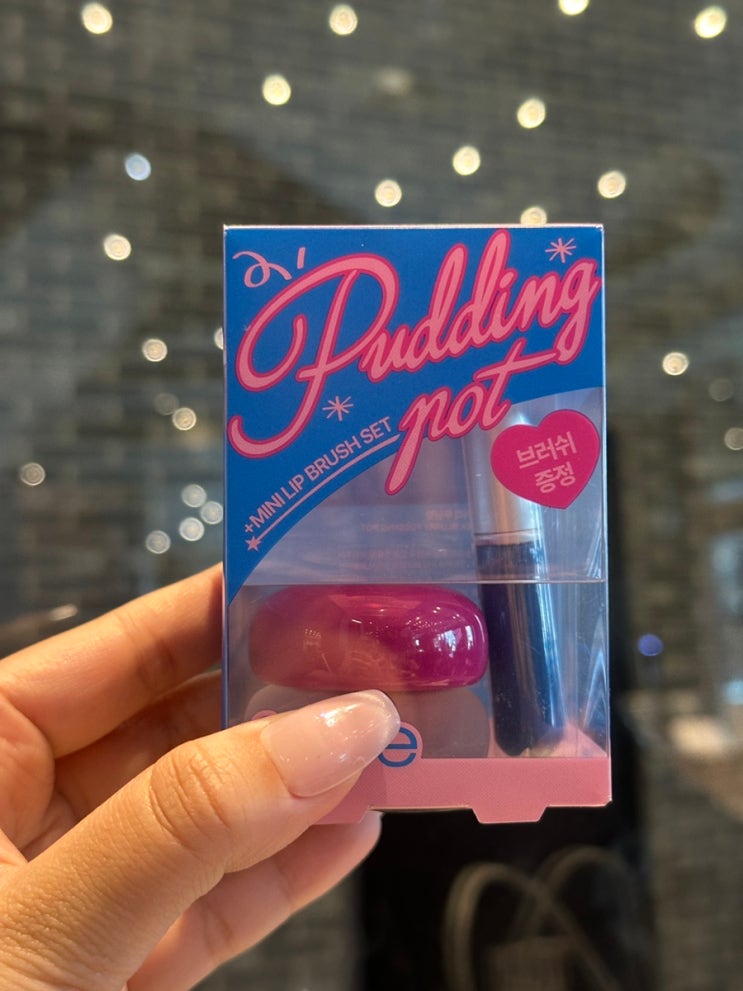 Pudding
pot
+MINI LIP BRUSH SET
브러쉬
증정